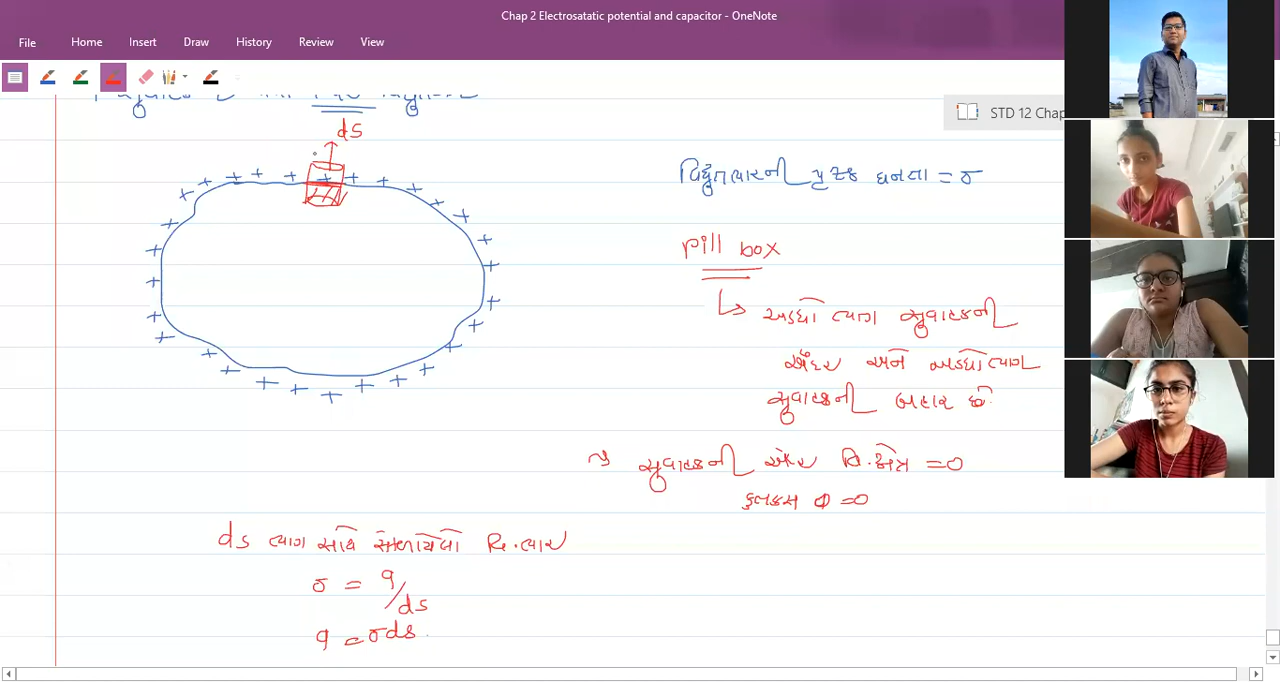 Chap 2 Electrosatatic potential and capacitor - OneNote
File Home Insert Draw History Review View
STD 12 Chap
dS
વિદ્યુતભારની પૃષ્ઠ ઘનતા = σ
pill box
↳ અડધો ભાગ સુવાહકની
અંદર અને અડધો ભાગ
સુવાહકની બહાર છે.
સુવાહકની અંદર વિ.ક્ષેત્ર = 0
ફ્લક્સ ϕ = 0
ds ભાગ સાથે સંકળાયેલો વિ.ભાર
σ = q/ds
q = σds